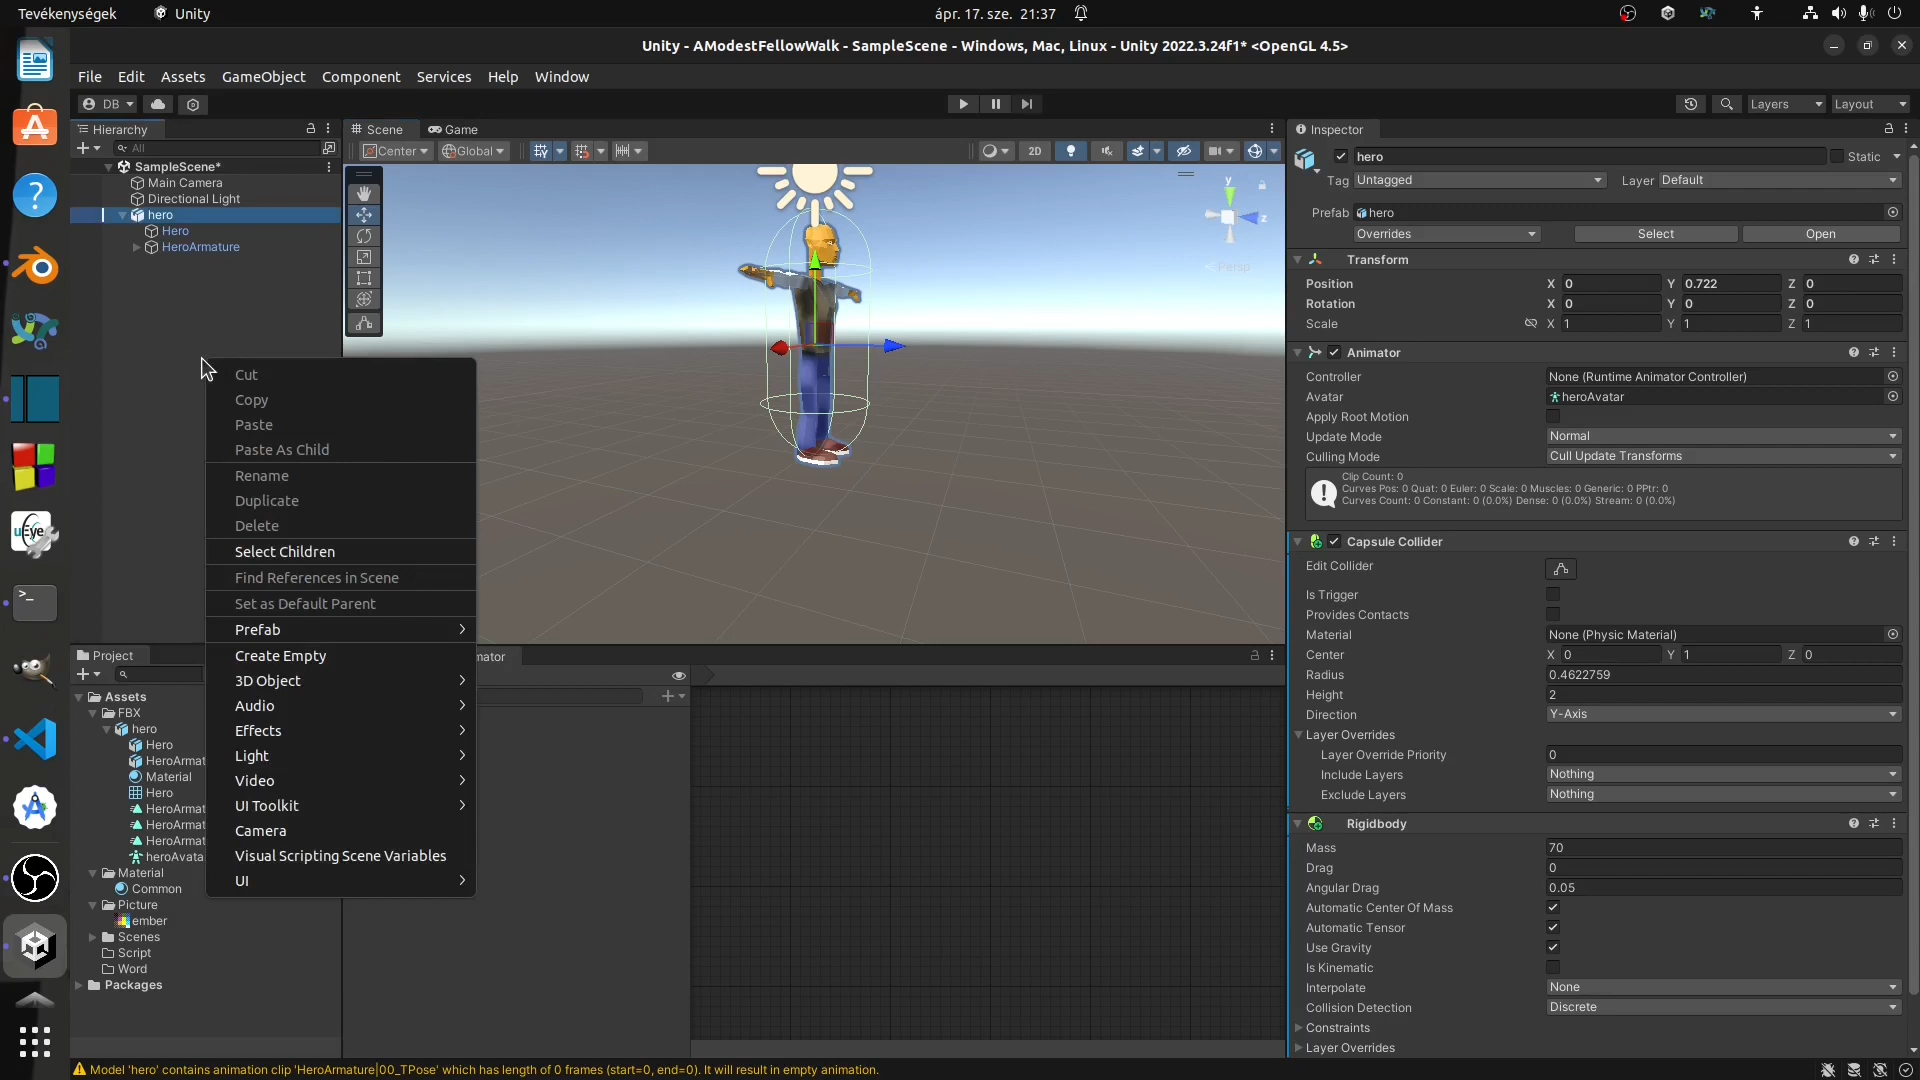 Tevékenységek
Unity
ápr. 17. sze. 21:37
Unity - AModestFellowWalk - SampleScene - Windows, Mac, Linux - Unity 2022.3.24f1* <OpenGL 4.5>
File Edit Assets GameObject Component Services Help Window
DB
Layers
Layout
Hierarchy
All
SampleScene*
Main Camera
Directional Light
hero
Hero
HeroArmature
Scene
Game
Center
Global
2D
y
z
Persp
Cut
Copy
Paste
Paste As Child
Rename
Duplicate
Delete
Select Children
Find References in Scene
Set as Default Parent
Prefab
Create Empty
3D Object
Audio
Effects
Light
Video
UI Toolkit
Camera
Visual Scripting Scene Variables
UI
Project
Assets
FBX
hero
Hero
HeroArmat
Material
Hero
HeroArmat
HeroArmat
HeroArmat
heroAvata
Material
Common
Picture
ember
Scenes
Script
Word
Packages
mator
Inspector
hero
Static
Tag Untagged
Layer Default
Prefab hero
Overrides
Select
Open
Transform
Position X 0 Y 0.722 Z 0
Rotation X 0 Y 0 Z 0
Scale X 1 Y 1 Z 1
Animator
Controller None (Runtime Animator Controller)
Avatar heroAvatar
Apply Root Motion
Update Mode Normal
Culling Mode Cull Update Transforms
Clip Count: 0
Curves Pos: 0 Quat: 0 Euler: 0 Scale: 0 Muscles: 0 Generic: 0 PPtr: 0
Curves Count: 0 Constant: 0 (0.0%) Dense: 0 (0.0%) Stream: 0 (0.0%)
Capsule Collider
Edit Collider
Is Trigger
Provides Contacts
Material None (Physic Material)
Center X 0 Y 1 Z 0
Radius 0.4622759
Height 2
Direction Y-Axis
Layer Overrides
Layer Override Priority 0
Include Layers Nothing
Exclude Layers Nothing
Rigidbody
Mass 70
Drag 0
Angular Drag 0.05
Automatic Center Of Mass
Automatic Tensor
Use Gravity
Is Kinematic
Interpolate None
Collision Detection Discrete
Constraints
Layer Overrides
uEye
Model 'hero' contains animation clip 'HeroArmature|00_TPose' which has length of 0 frames (start=0, end=0). It will result in empty animation.